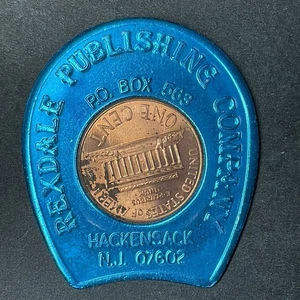 REXDALE PUBLISHING COMPANY
P.O. BOX 563
ONE CENT
UNITED STATES OF AMERICA
HACKENSACK
N.J. 07602